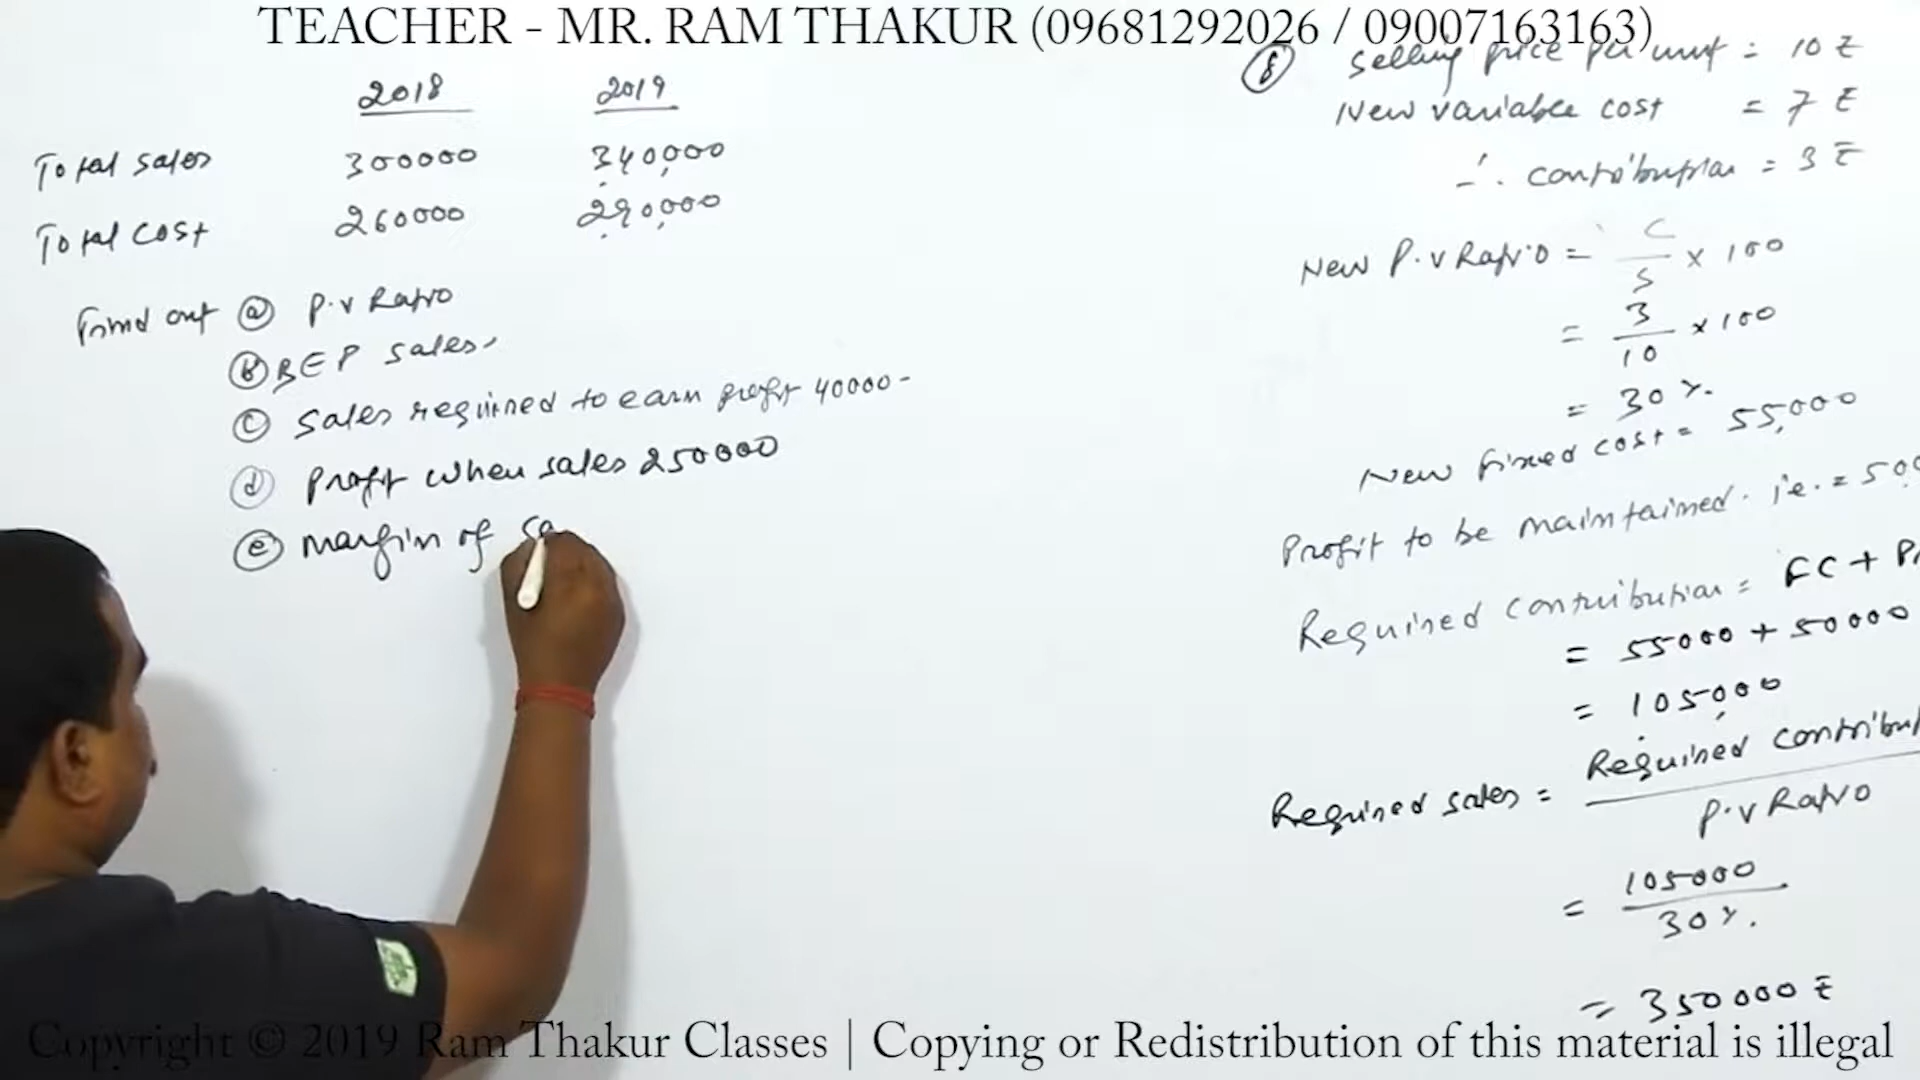 TEACHER - MR. RAM THAKUR (09681292026 / 09007163163)
2018 2019
Total sales 300000 340,000
Total cost 260000 290,000
Find out (a) P.V Ratio
(b) BEP sales.
(c) Sales required to earn profit 40000-
(d) Profit when sales 250000
(e) Margin of Sa
Selling price per unit = 10 ₹
New variable cost = 7 ₹
∴ contribution = 3 ₹
New P.V Ratio = C/S × 100
= 3/10 × 100
= 30 %.
New fixed cost = 55,000
Profit to be maintained. i.e. = 50,0
Required contribution = FC + P
= 55000 + 50000
= 105,000
Required sales = Required contribut
P.V Ratio
= 105000
30 %.
= 350000 ₹
Copyright © 2019 Ram Thakur Classes | Copying or Redistribution of this material is illegal